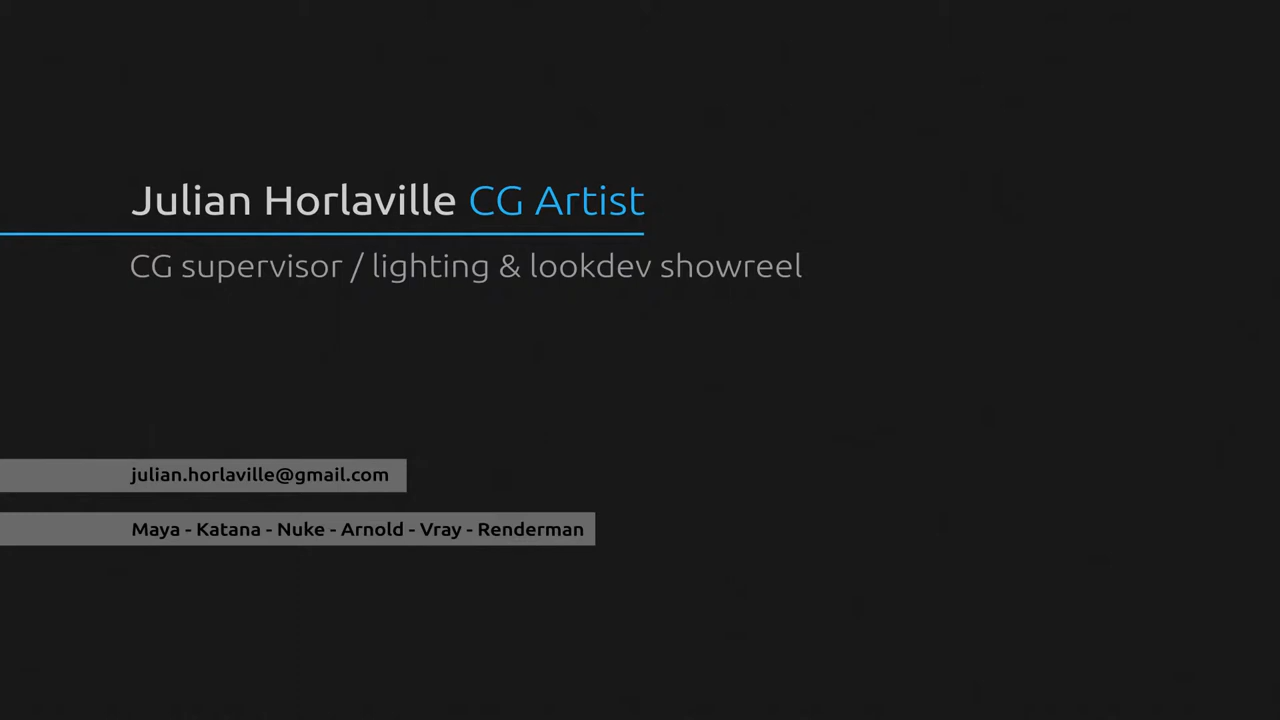 Julian Horlaville CG Artist
CG supervisor / lighting & lookdev showreel
julian.horlaville@gmail.com
Maya - Katana - Nuke - Arnold - Vray - Renderman